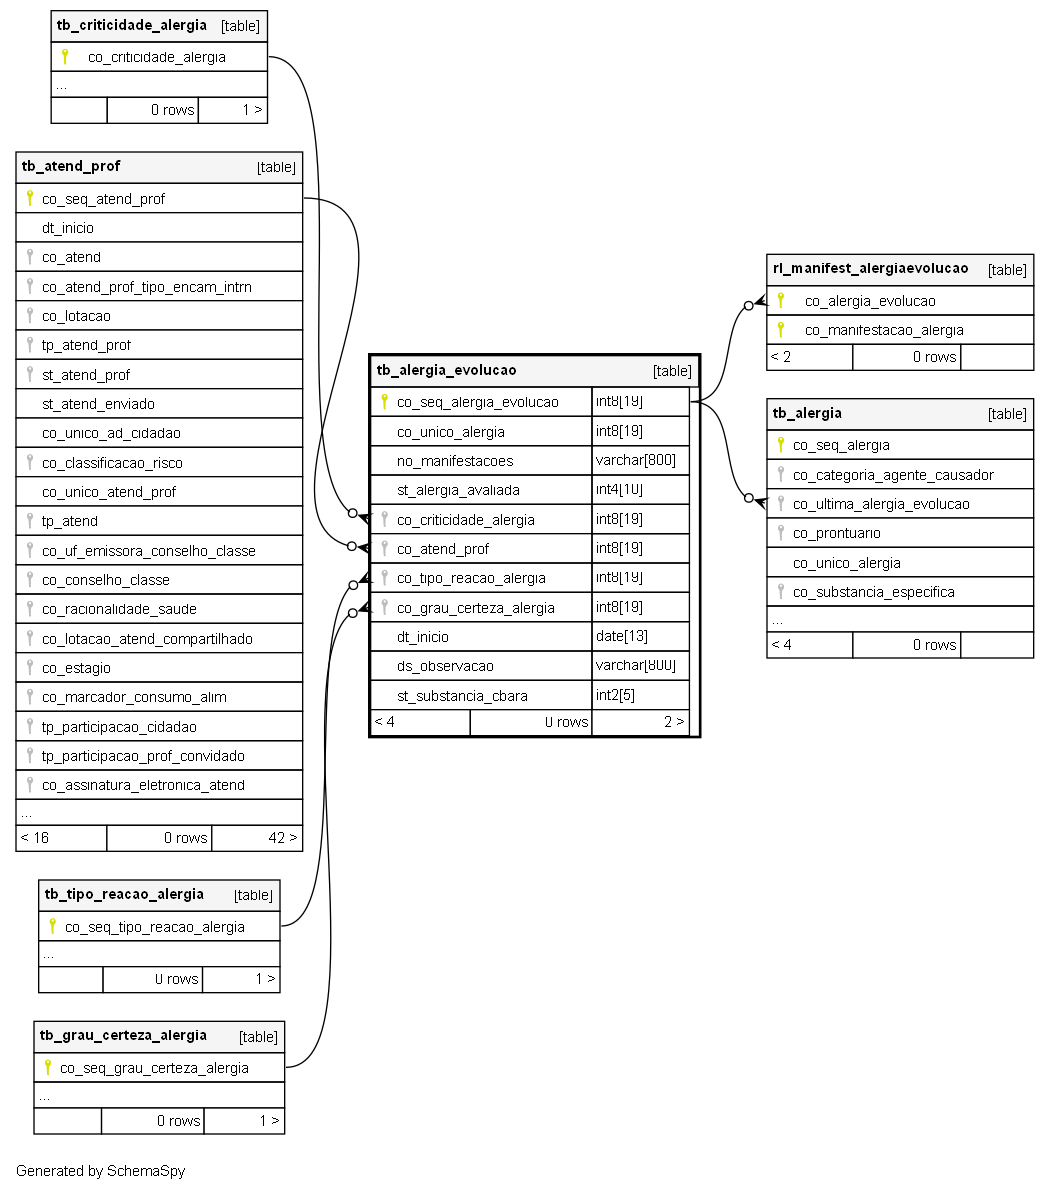 tb_criticidade_alergia [table]
co_criticidade_alergia
...
0 rows 1 >
tb_atend_prof [table]
co_seq_atend_prof
dt_inicio
co_atend
co_atend_prof_tipo_encam_intrn
co_lotacao
tp_atend_prof
st_atend_prof
st_atend_enviado
co_unico_ad_cidadao
co_classificacao_risco
co_unico_atend_prof
tp_atend
co_uf_emissora_conselho_classe
co_conselho_classe
co_racionalidade_saude
co_lotacao_atend_compartilhado
co_estagio
co_marcador_consumo_alim
tp_participacao_cidadao
tp_participacao_prof_convidado
co_assinatura_eletronica_atend
...
< 16 0 rows 42 >
tb_tipo_reacao_alergia [table]
co_seq_tipo_reacao_alergia
...
0 rows 1 >
tb_grau_certeza_alergia [table]
co_seq_grau_certeza_alergia
...
0 rows 1 >
tb_alergia_evolucao [table]
co_seq_alergia_evolucao int8[19]
co_unico_alergia int8[19]
no_manifestacoes varchar[800]
st_alergia_avaliada int4[10]
co_criticidade_alergia int8[19]
co_atend_prof int8[19]
co_tipo_reacao_alergia int8[19]
co_grau_certeza_alergia int8[19]
dt_inicio date[13]
ds_observacao varchar[800]
st_substancia_cbara int2[5]
< 4 0 rows 2 >
rl_manifest_alergiaevolucao [table]
co_alergia_evolucao
co_manifestacao_alergia
< 2 0 rows
tb_alergia [table]
co_seq_alergia
co_categoria_agente_causador
co_ultima_alergia_evolucao
co_prontuario
co_unico_alergia
co_substancia_especifica
...
< 4 0 rows
Generated by SchemaSpy